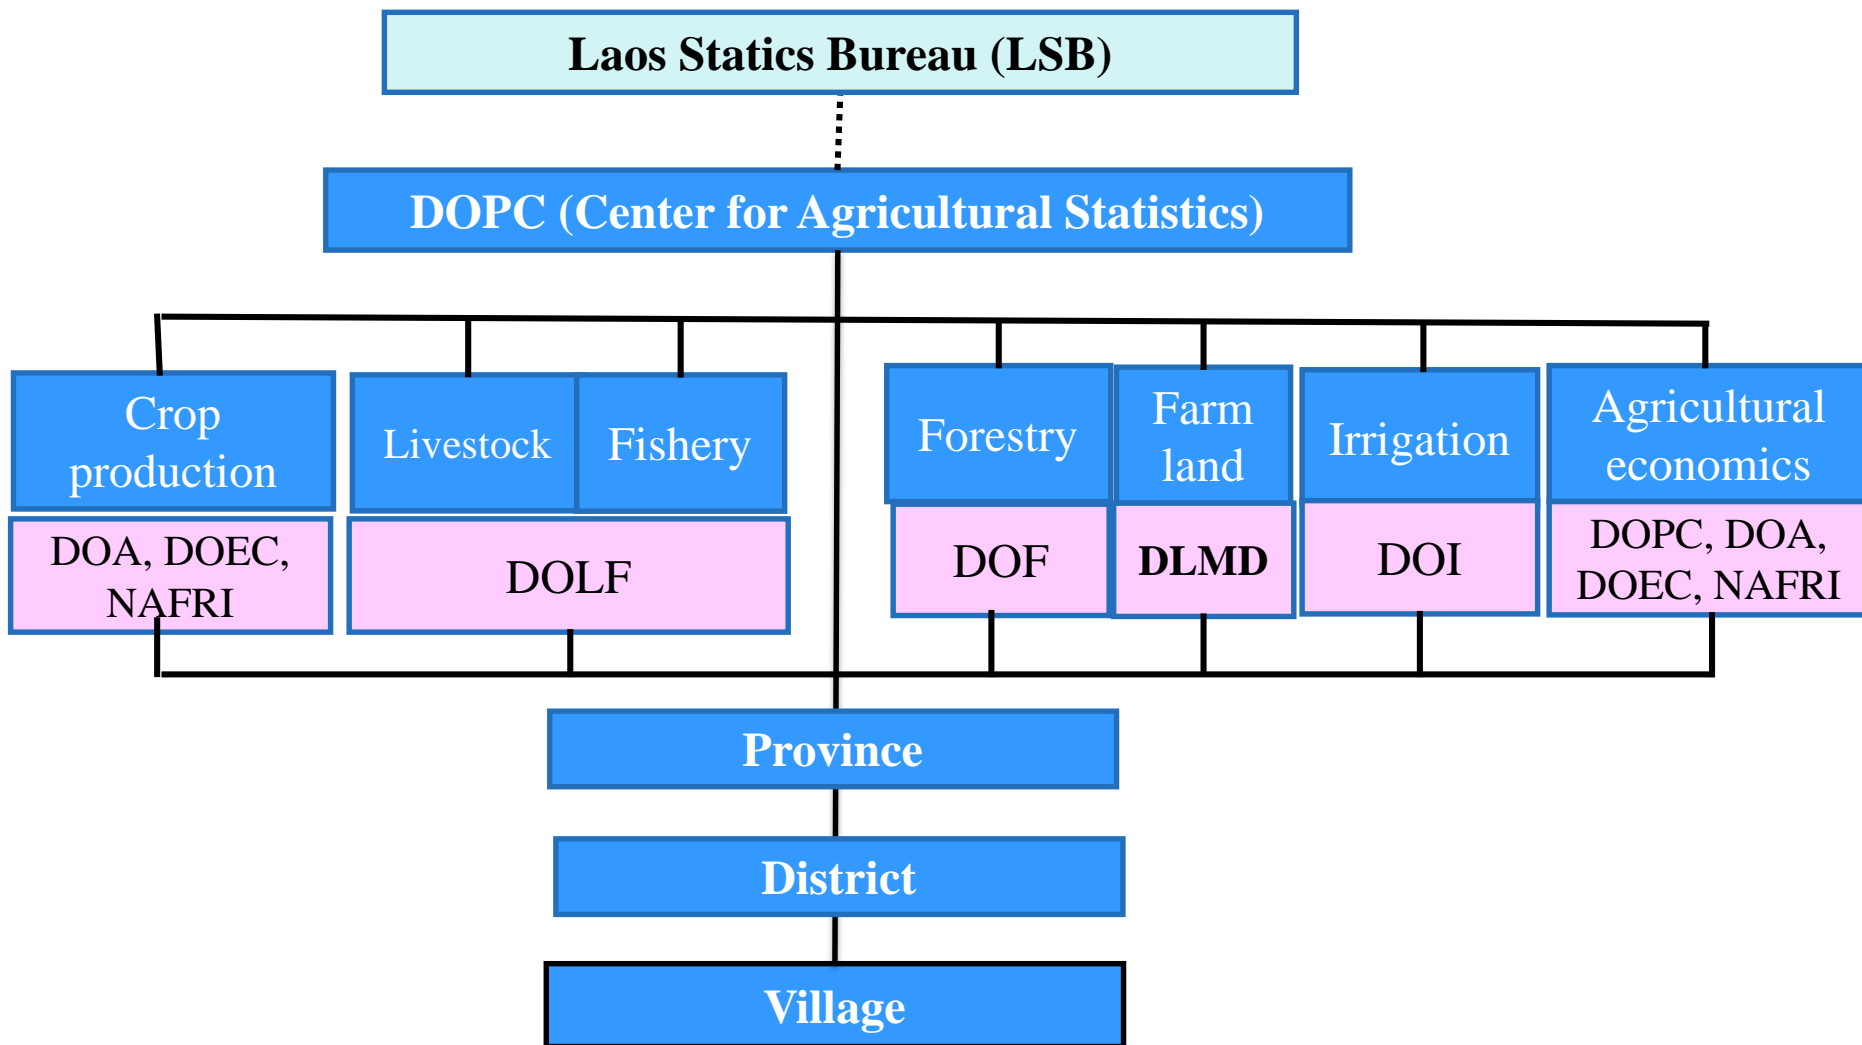 Laos Statics Bureau (LSB)
DOPC (Center for Agricultural Statistics)
Crop
production
Livestock
Fishery
Forestry
Farm
land
Irrigation
Agricultural
economics
DOA, DOEC,
NAFRI
DOLF
DOF
DLMD
DOI
DOPC, DOA,
DOEC, NAFRI
Province
District
Village